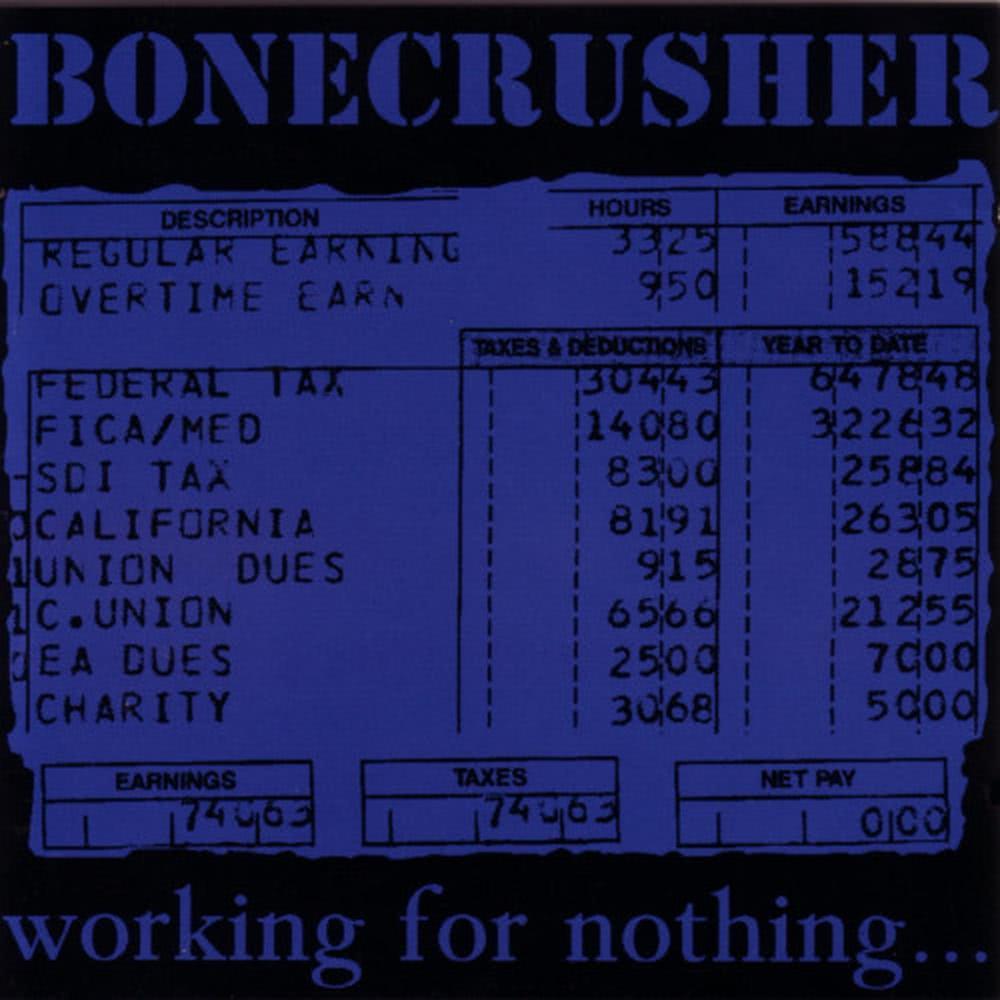 BONECRUSHER
DESCRIPTION HOURS EARNINGS
REGULAR EARNING 3325 58844
OVERTIME EARN 950 15219
TAXES & DEDUCTIONS YEAR TO DATE
FEDERAL TAX 30443 647848
FICA/MED 14080 322632
SDI TAX 8300 25884
CALIFORNIA 8191 26305
UNION DUES 915 2875
C.UNION 6566 21255
EA DUES 2500 7000
CHARITY 3068 5000
EARNINGS TAXES NET PAY
74063 74063 000
working for nothing...